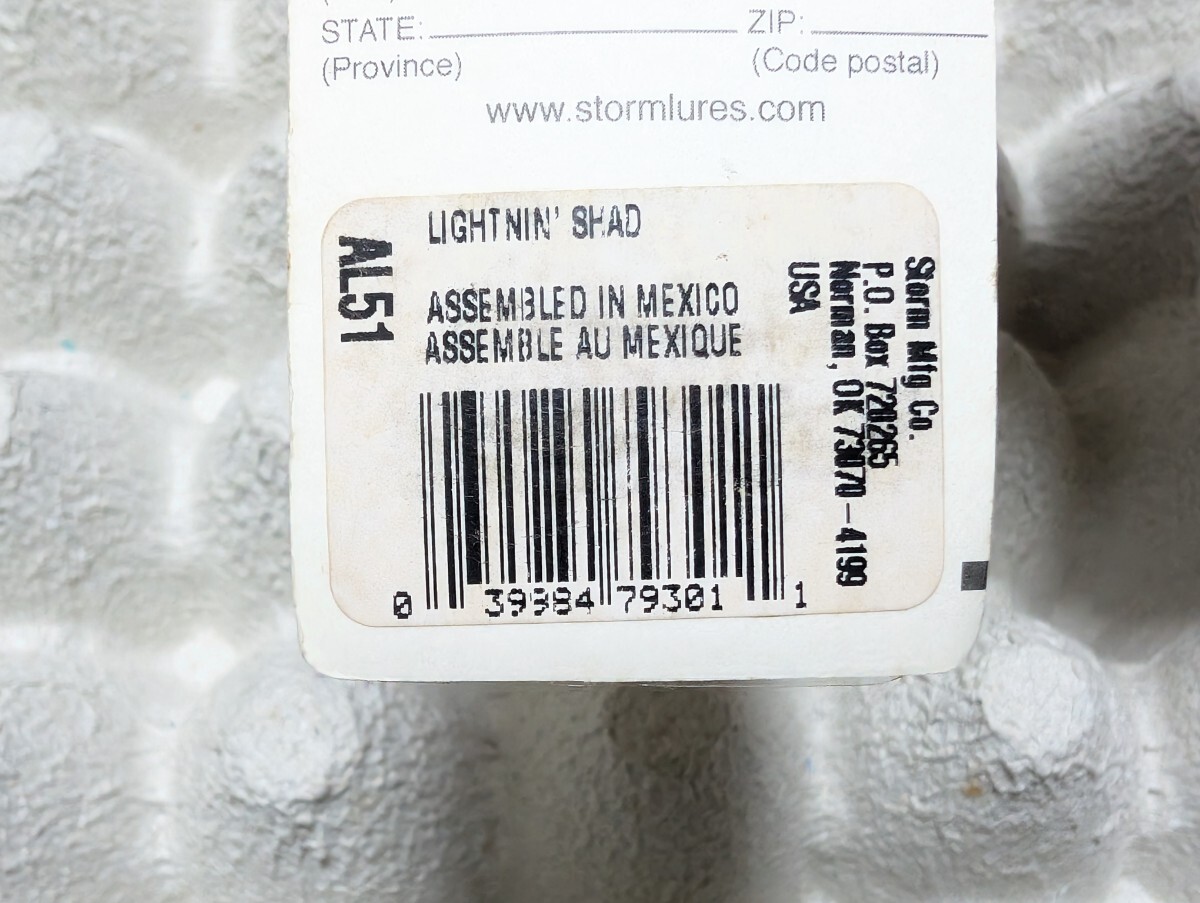 STATE: ZIP:
(Province) (Code postal)
www.stormlures.com
AL51
LIGHTNIN' SHAD
ASSEMBLED IN MEXICO
ASSEMBLE AU MEXIQUE
Storm Mfg Co.
P.O. Box 720265
Norman, OK 73070-4199
USA
0 39984 79301 1